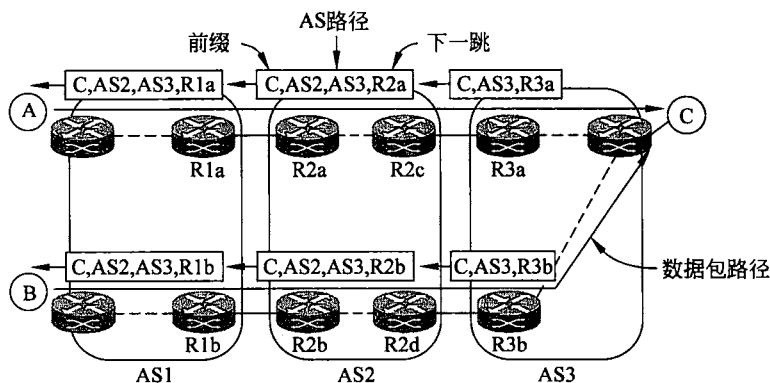 AS路径
前缀
下一跳
C,AS2,AS3,R1a
C,AS2,AS3,R2a
C,AS3,R3a
A
C
R1a
R2a
R2c
R3a
C,AS2,AS3,R1b
C,AS2,AS3,R2b
C,AS3,R3b
数据包路径
B
R1b
R2b
R2d
R3b
AS1
AS2
AS3